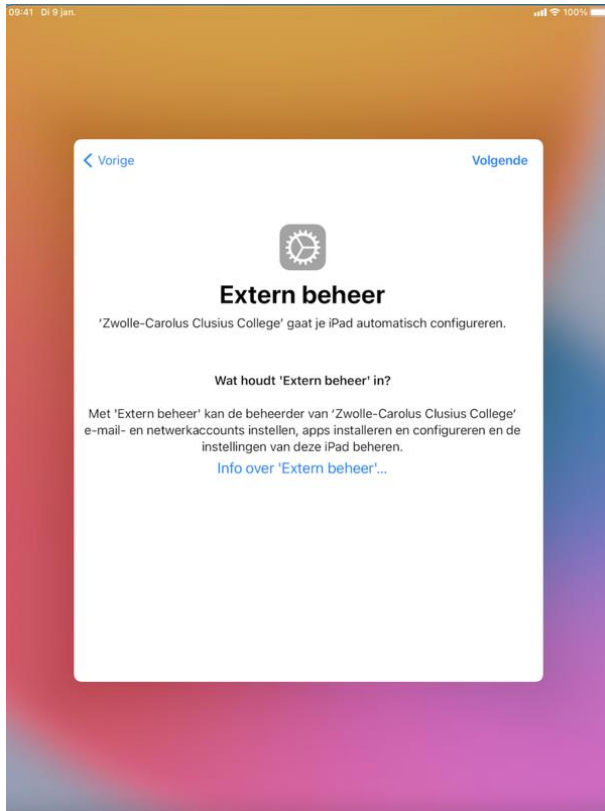 09:41 Di 9 jan.
100%
Vorige
Volgende
Extern beheer
'Zwolle-Carolus Clusius College' gaat je iPad automatisch configureren.
Wat houdt 'Extern beheer' in?
Met 'Extern beheer' kan de beheerder van 'Zwolle-Carolus Clusius College'
e-mail- en netwerkaccounts instellen, apps installeren en configureren en de
instellingen van deze iPad beheren.
Info over 'Extern beheer'...